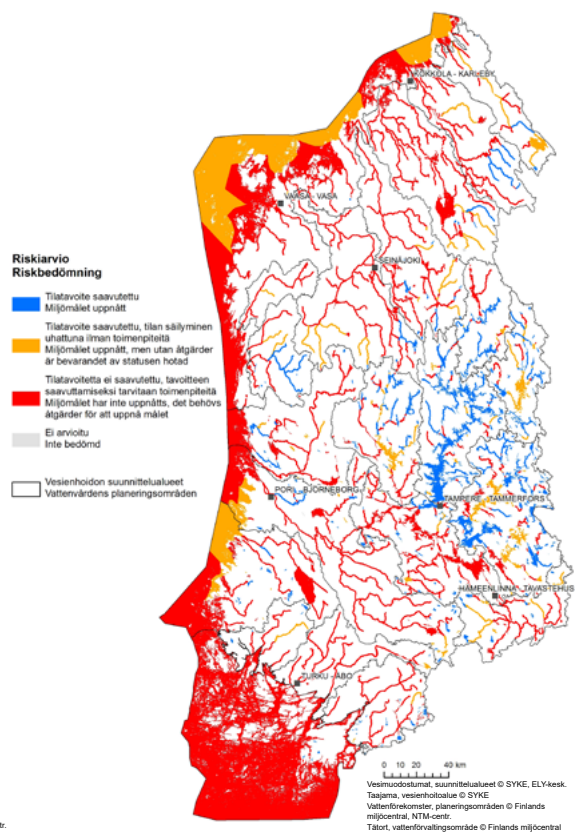 KOKKOLA - KARLEBY
VAASA - VASA
SEINÄJOKI
Riskiarvio
Riskbedömning
Tilatavoite saavutettu
Miljömålet uppnått
Tilatavoite saavutettu, tilan säilyminen
uhattuna ilman toimenpiteitä
Miljömålet uppnått, men utan åtgärder
är bevarandet av statusen hotad
Tilatavoitetta ei saavutettu, tavoitteen
saavuttamiseksi tarvitaan toimenpiteitä
Miljömålet har inte uppnåtts, det behövs
åtgärder för att uppnå målet
Ei arvioitu
Inte bedömd
Vesienhoidon suunnittelualueet
Vattenvårdens planeringsområden
PORI - BJÖRNEBORG
TAMPERE - TAMMERFORS
HÄMEENLINNA - TAVASTEHUS
TURKU - ÅBO
0 10 20 40 km
Vesimuodostumat, suunnittelualueet © SYKE, ELY-kesk.
Taajama, vesienhoitoalue © SYKE
Vattenförekomster, planeringsområden © Finlands
miljöcentral, NTM-centr.
Tätort, vattenförvaltingsområde © Finlands miljöcentral
tr.